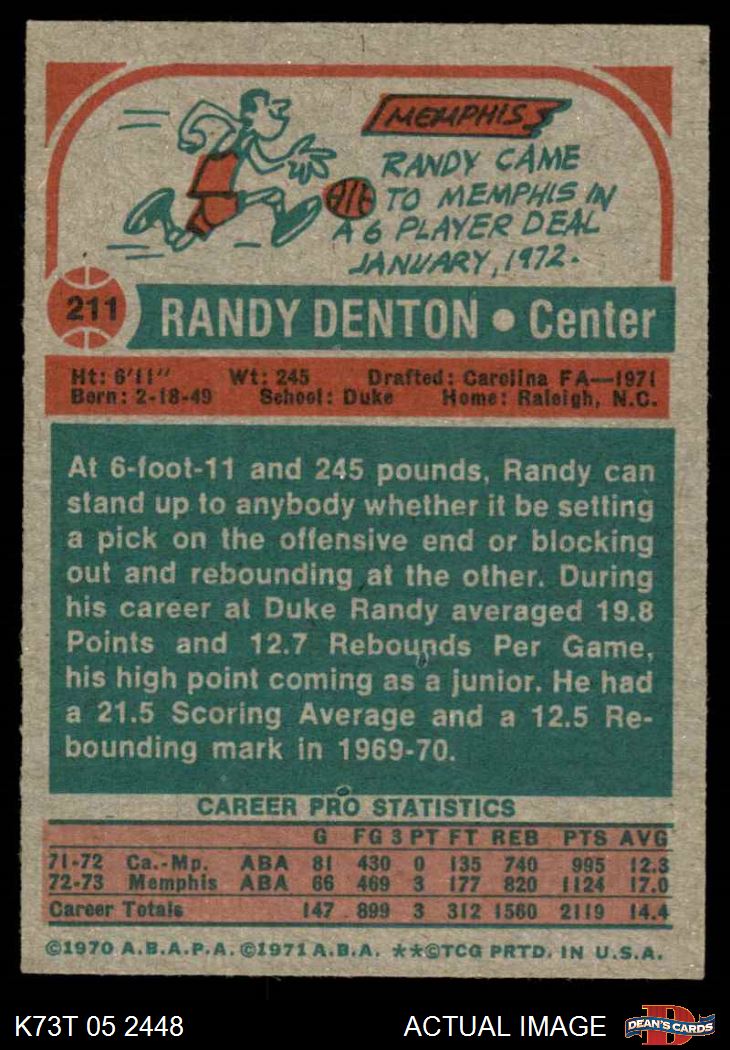 MEMPHIS
RANDY CAME
TO MEMPHIS IN
A 6 PLAYER DEAL
JANUARY, 1972.
211
RANDY DENTON • Center
Ht: 6'11" Wt: 245 Drafted: Carolina FA—1971
Born: 2-18-49 School: Duke Home: Raleigh, N.C.
At 6-foot-11 and 245 pounds, Randy can
stand up to anybody whether it be setting
a pick on the offensive end or blocking
out and rebounding at the other. During
his career at Duke Randy averaged 19.8
Points and 12.7 Rebounds Per Game,
his high point coming as a junior. He had
a 21.5 Scoring Average and a 12.5 Re-
bounding mark in 1969-70.
CAREER PRO STATISTICS
G FG 3 PT FT REB PTS AVG
71-72 Ca.-Mp. ABA 81 430 0 135 740 995 12.3
72-73 Memphis ABA 66 469 3 177 820 1124 17.0
Career Totals 147 899 3 312 1560 2119 14.4
©1970 A.B.A.P.A. ©1971 A.B.A. **©TCG PRTD. IN U.S.A.
K73T 05 2448 ACTUAL IMAGE
D
DEAN'S CARDS